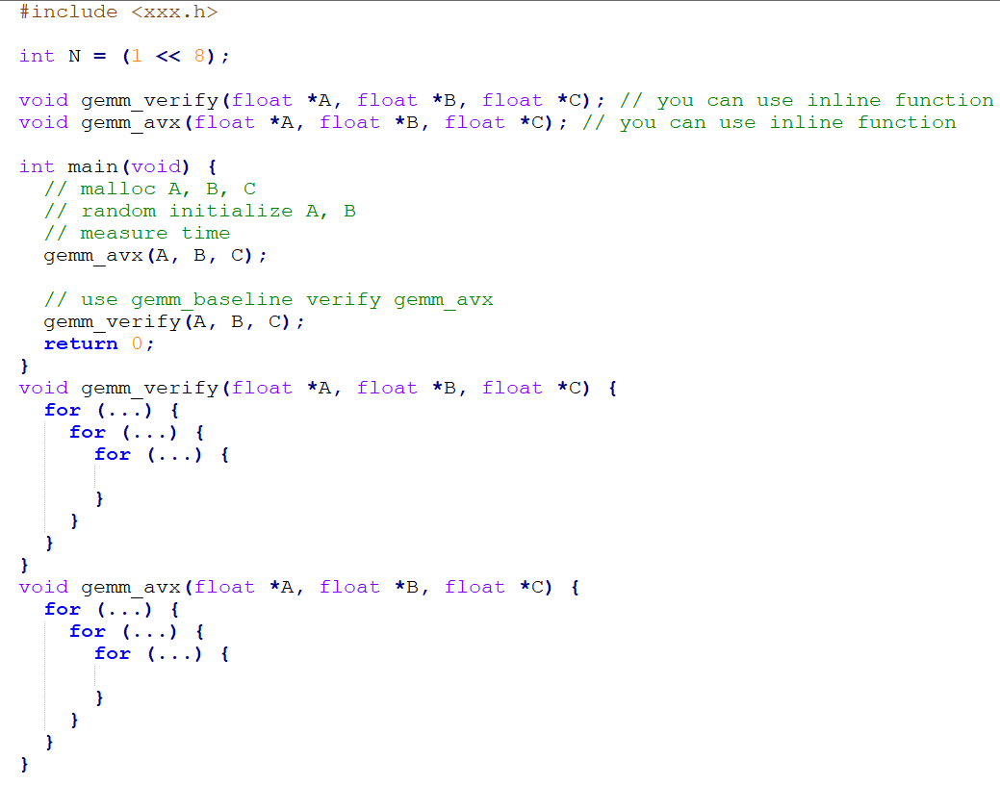 #include <xxx.h>
int N = (1 << 8);
void gemm_verify(float *A, float *B, float *C); // you can use inline function
void gemm_avx(float *A, float *B, float *C); // you can use inline function
int main(void) {
// malloc A, B, C
// random initialize A, B
// measure time
gemm_avx(A, B, C);
// use gemm_baseline verify gemm_avx
gemm_verify(A, B, C);
return 0;
}
void gemm_verify(float *A, float *B, float *C) {
for (...) {
for (...) {
for (...) {
}
}
}
}
void gemm_avx(float *A, float *B, float *C) {
for (...) {
for (...) {
for (...) {
}
}
}
}